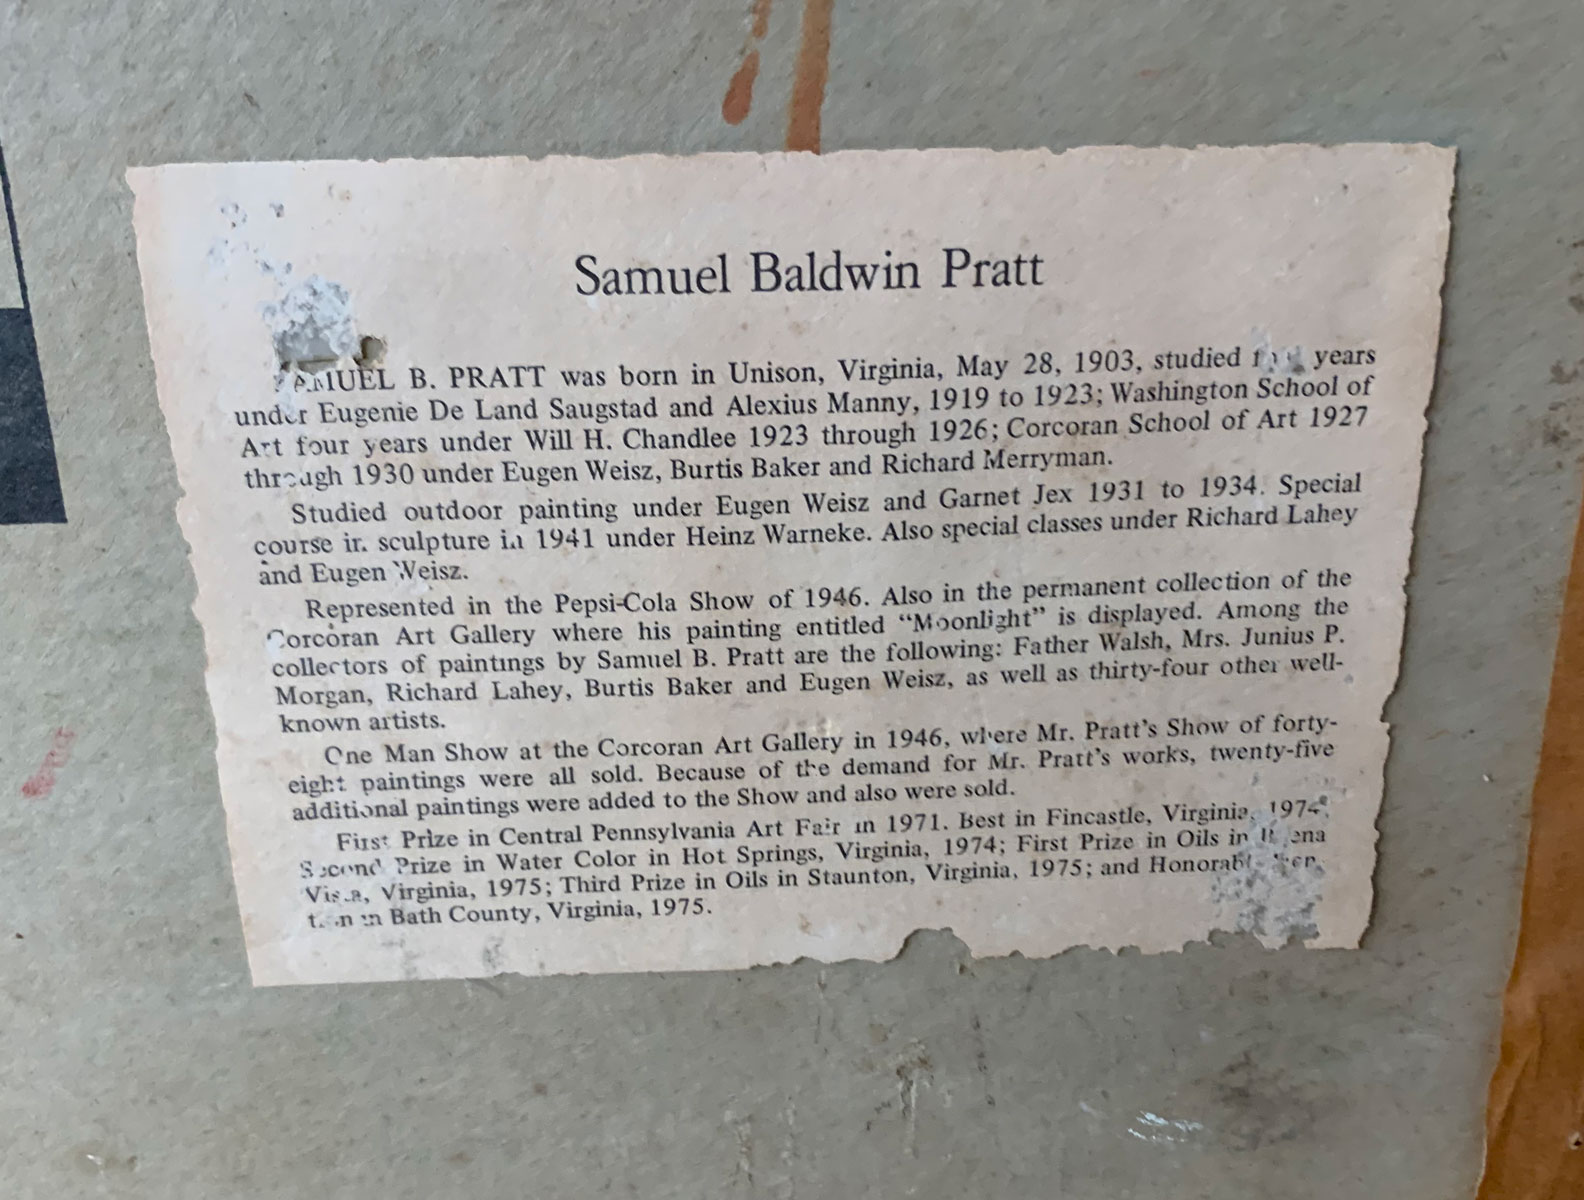 Samuel Baldwin Pratt
SAMUEL B. PRATT was born in Unison, Virginia, May 28, 1903, studied years
under Eugenie De Land Saugstad and Alexius Manny, 1919 to 1923; Washington School of
Art four years under Will H. Chandlee 1923 through 1926; Corcoran School of Art 1927
through 1930 under Eugen Weisz, Burtis Baker and Richard Merryman.
Studied outdoor painting under Eugen Weisz and Garnet Jex 1931 to 1934. Special
course in sculpture in 1941 under Heinz Warneke. Also special classes under Richard Lahey
and Eugen Weisz.
Represented in the Pepsi-Cola Show of 1946. Also in the permanent collection of the
Corcoran Art Gallery where his painting entitled “Moonlight” is displayed. Among the
collectors of paintings by Samuel B. Pratt are the following: Father Walsh, Mrs. Junius P.
Morgan, Richard Lahey, Burtis Baker and Eugen Weisz, as well as thirty-four other well-
known artists.
One Man Show at the Corcoran Art Gallery in 1946, where Mr. Pratt's Show of forty-
eight paintings were all sold. Because of the demand for Mr. Pratt's works, twenty-five
additional paintings were added to the Show and also were sold.
First Prize in Central Pennsylvania Art Fair in 1971. Best in Fincastle, Virginia, 1974;
Second Prize in Water Color in Hot Springs, Virginia, 1974; First Prize in Oils in Buena
Vista, Virginia, 1975; Third Prize in Oils in Staunton, Virginia, 1975; and Honorable Men-
tion in Bath County, Virginia, 1975.